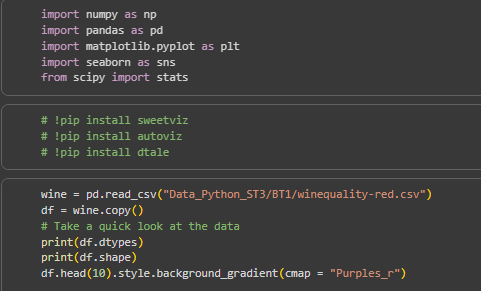 import numpy as np
import pandas as pd
import matplotlib.pyplot as plt
import seaborn as sns
from scipy import stats
# !pip install sweetviz
# !pip install autoviz
# !pip install dtale
wine = pd.read_csv("Data_Python_ST3/BT1/winequality-red.csv")
df = wine.copy()
# Take a quick look at the data
print(df.dtypes)
print(df.shape)
df.head(10).style.background_gradient(cmap = "Purples_r")